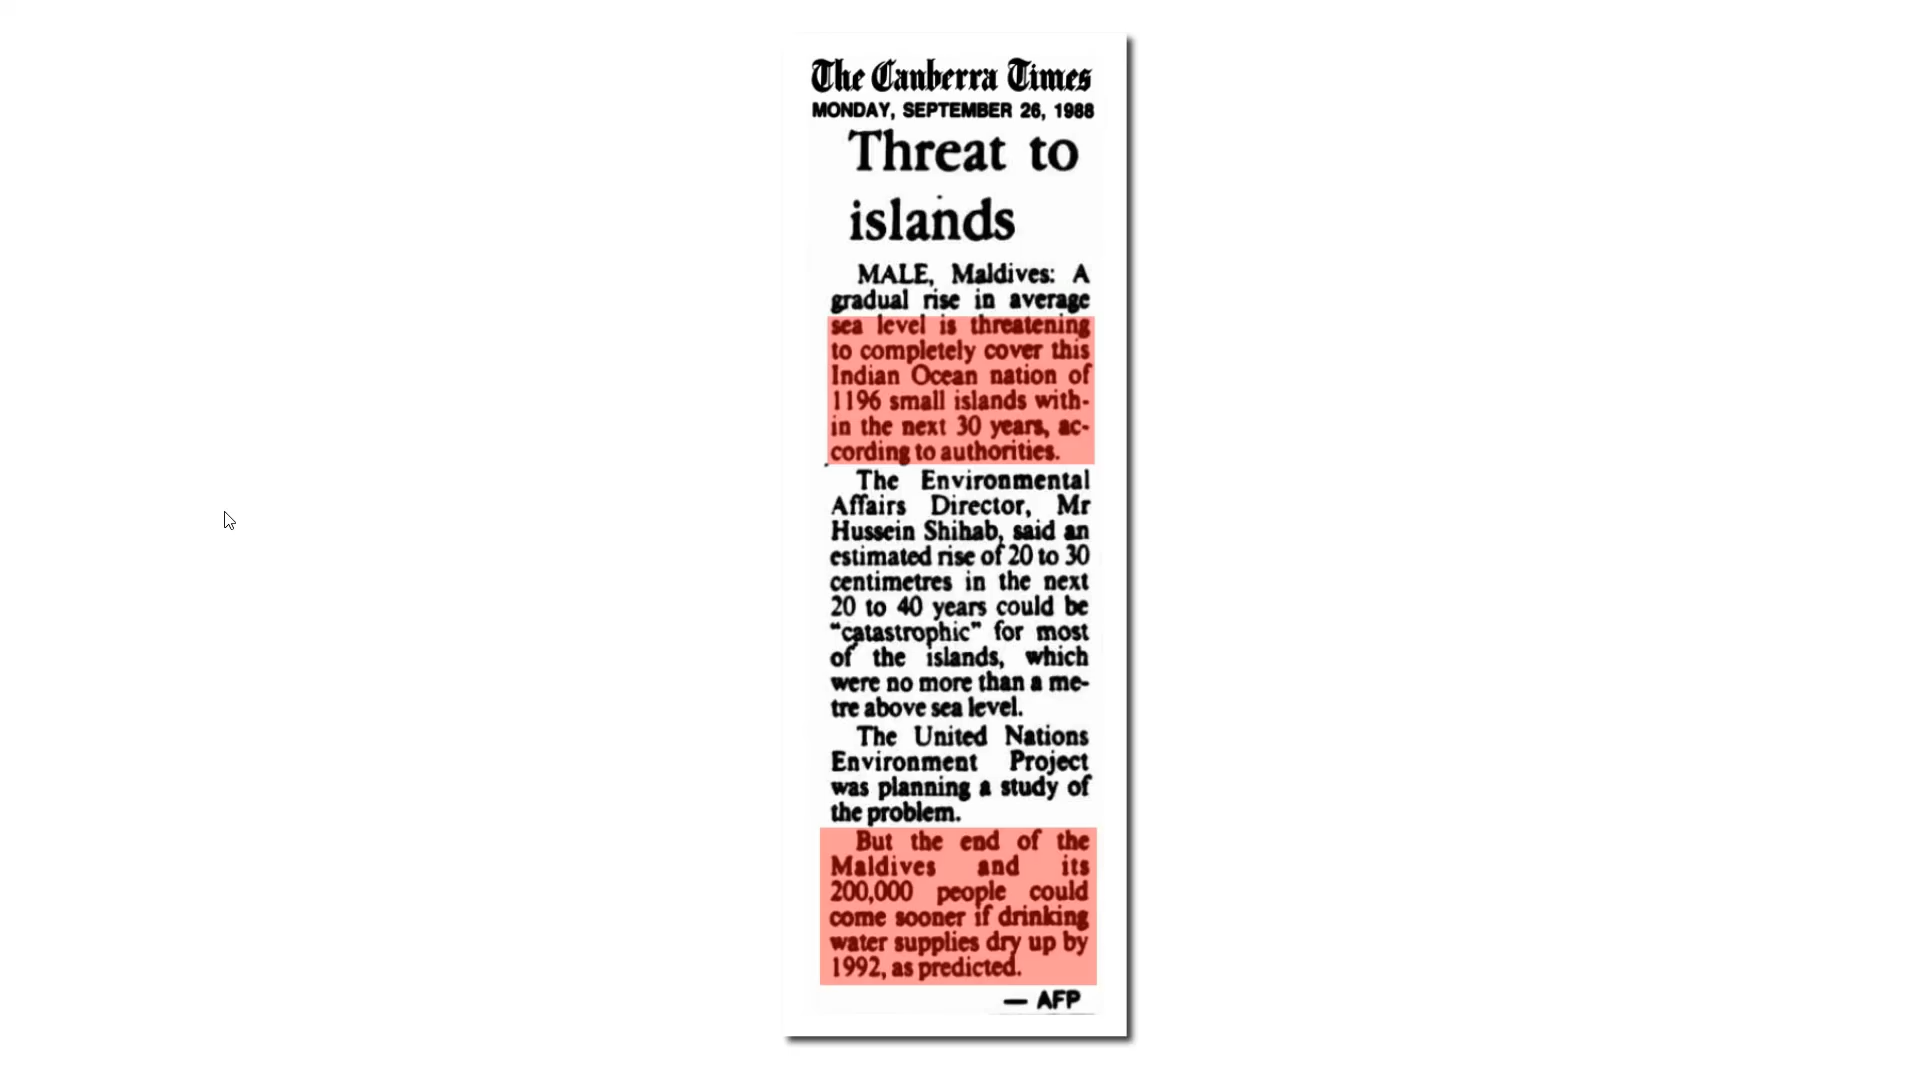 The Canberra Times
MONDAY, SEPTEMBER 26, 1988
Threat to
islands
MALE, Maldives: A
gradual rise in average
sea level is threatening
to completely cover this
Indian Ocean nation of
1196 small islands with-
in the next 30 years, ac-
cording to authorities.
The Environmental
Affairs Director, Mr
Hussein Shihab, said an
estimated rise of 20 to 30
centimetres in the next
20 to 40 years could be
"catastrophic" for most
of the islands, which
were no more than a me-
tre above sea level.
The United Nations
Environment Project
was planning a study of
the problem.
But the end of the
Maldives and its
200,000 people could
come sooner if drinking
water supplies dry up by
1992, as predicted.
— AFP